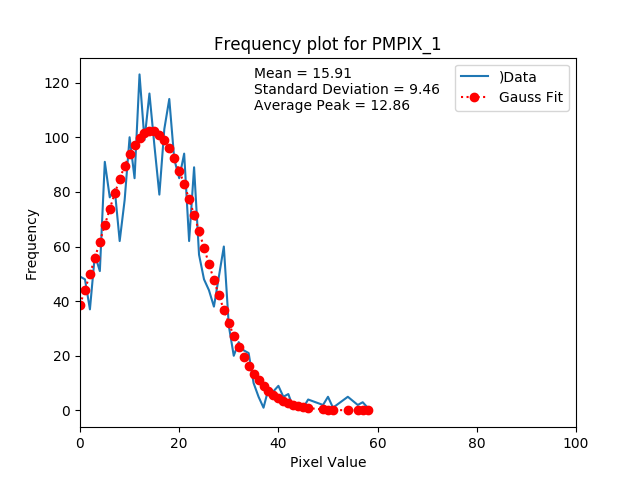 Frequency plot for PMPIX_1
Mean = 15.91
Standard Deviation = 9.46
Average Peak = 12.86
)Data
Gauss Fit
Frequency
120
100
80
60
40
20
0
0 20 40 60 80 100
Pixel Value